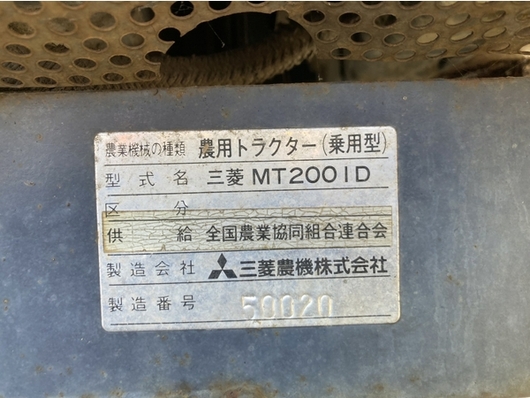 農業機械の種類 農用トラクター(乗用型)
型式名 三菱 MT2001D
区分
供給 全国農業協同組合連合会
製造会社 三菱農機株式会社
製造番号 50020